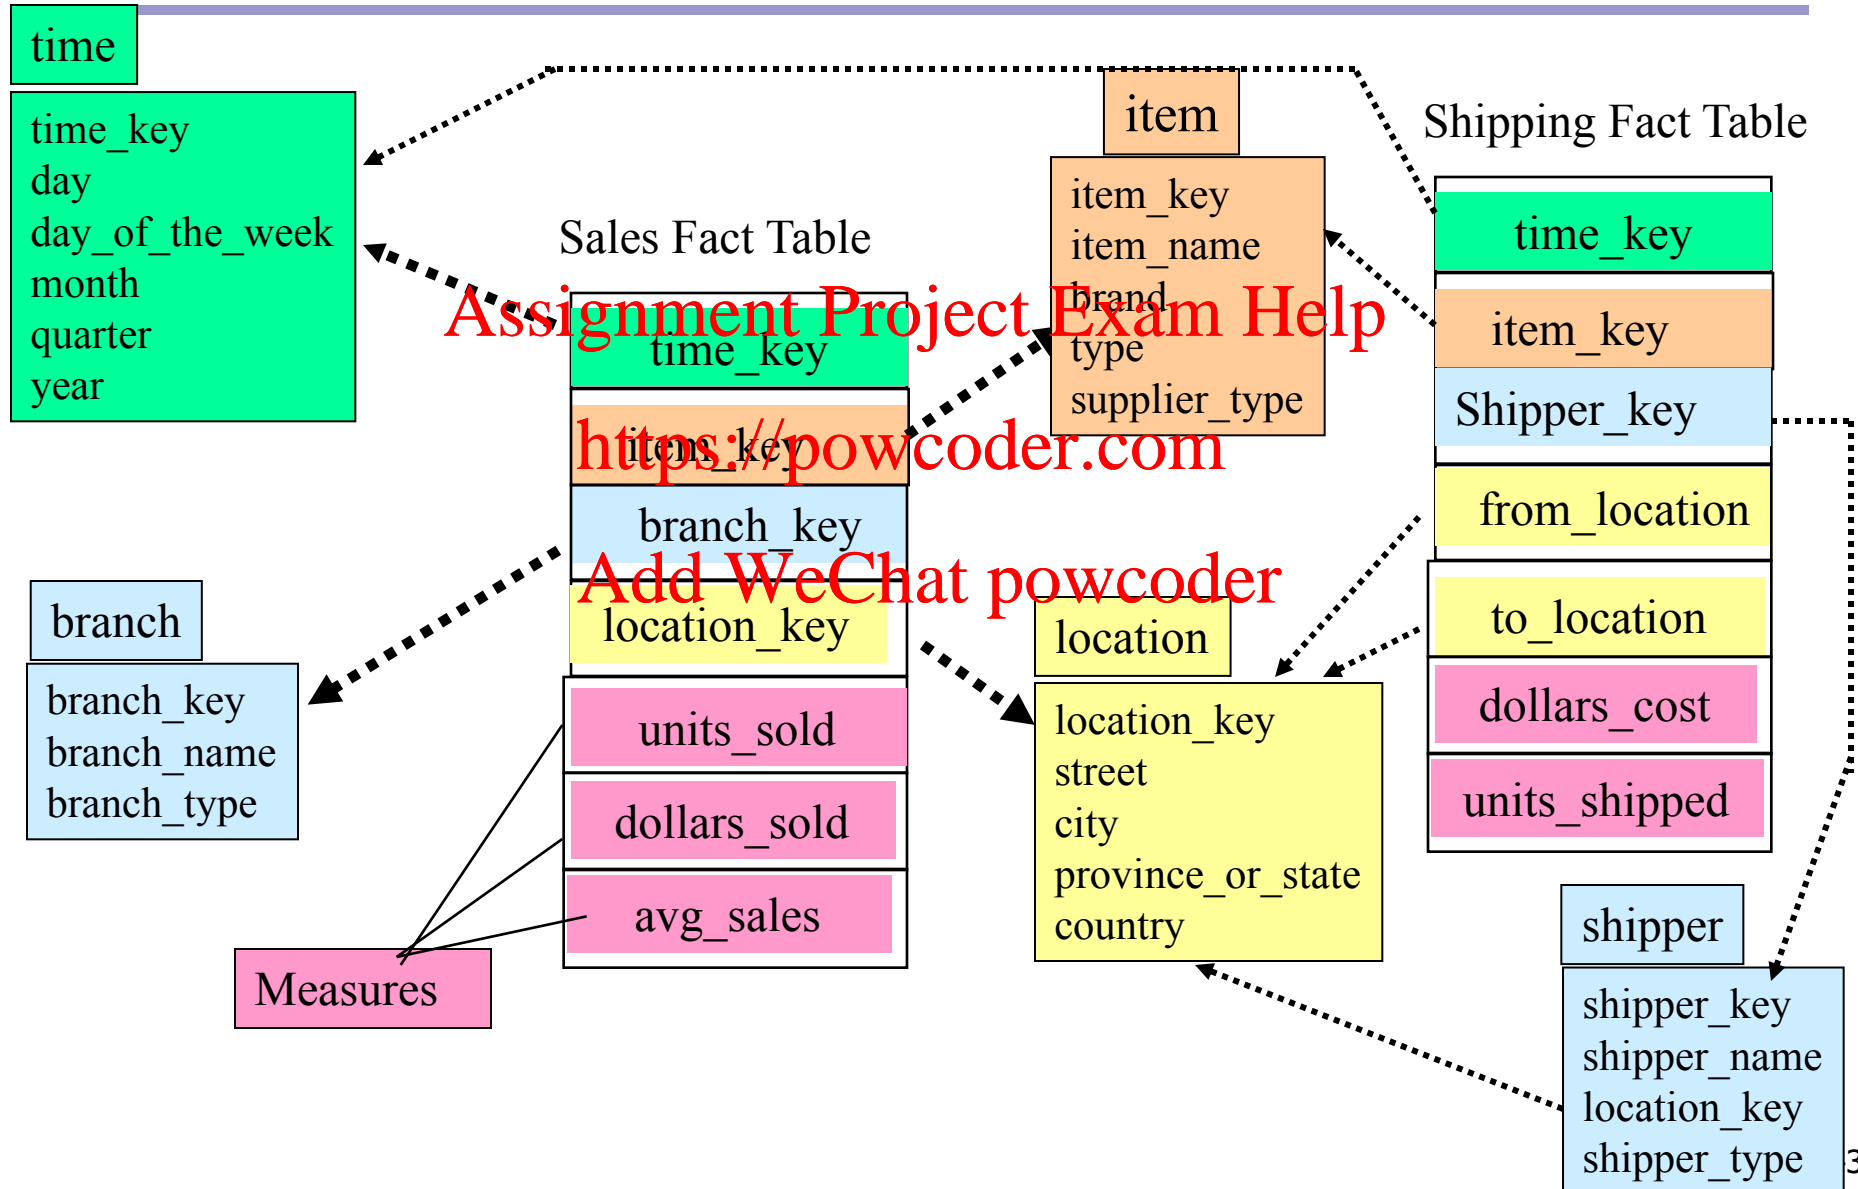 time
time_key
day
day_of_the_week
month
quarter
year
Sales Fact Table
time_key
item_key
branch_key
location_key
units_sold
dollars_sold
avg_sales
Measures
branch
branch_key
branch_name
branch_type
item
item_key
item_name
brand
type
supplier_type
location
location_key
street
city
province_or_state
country
Shipping Fact Table
time_key
item_key
Shipper_key
from_location
to_location
dollars_cost
units_shipped
shipper
shipper_key
shipper_name
location_key
shipper_type
Assignment Project Exam Help
https://powcoder.com
Add WeChat powcoder